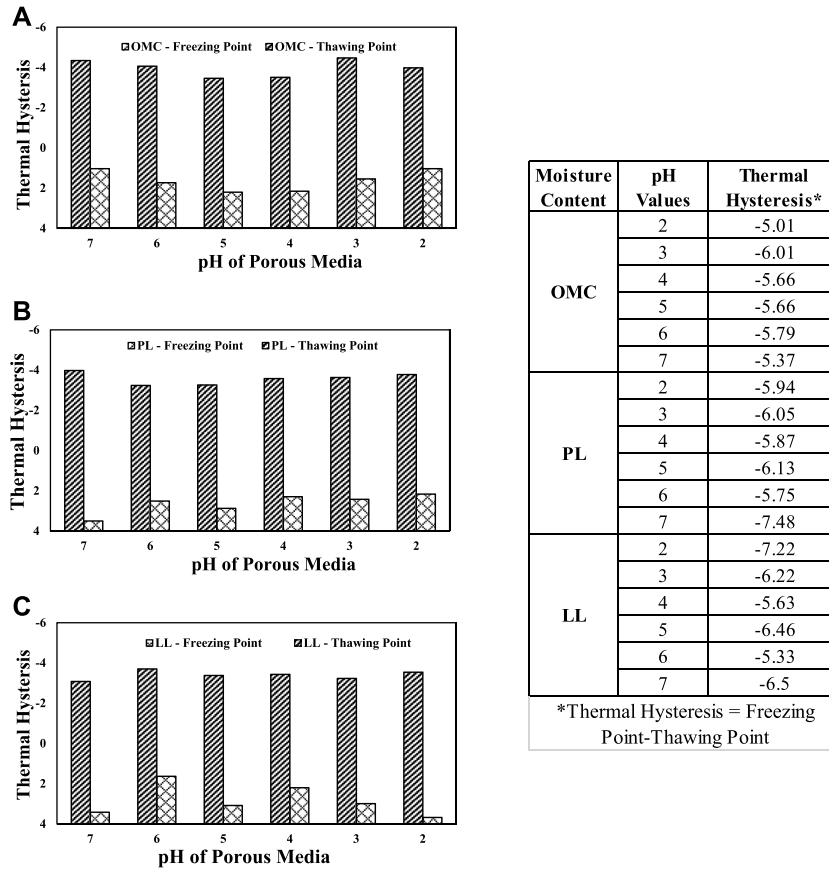 A
-6
-4
-2
0
2
4
Thermal Hystersis
OMC - Freezing Point OMC - Thawing Point
7 6 5 4 3 2
pH of Porous Media
B
-6
-4
-2
0
2
4
Thermal Hystersis
PL - Freezing Point PL - Thawing Point
7 6 5 4 3 2
pH of Porous Media
C
-6
-4
-2
0
2
4
Thermal Hystersis
LL - Freezing Point LL - Thawing Point
7 6 5 4 3 2
pH of Porous Media
Moisture Content pH Values Thermal Hysteresis*
OMC
2 -5.01
3 -6.01
4 -5.66
5 -5.66
6 -5.79
7 -5.37
PL
2 -5.94
3 -6.05
4 -5.87
5 -6.13
6 -5.75
7 -7.48
LL
2 -7.22
3 -6.22
4 -5.63
5 -6.46
6 -5.33
7 -6.5
*Thermal Hysteresis = Freezing
Point-Thawing Point